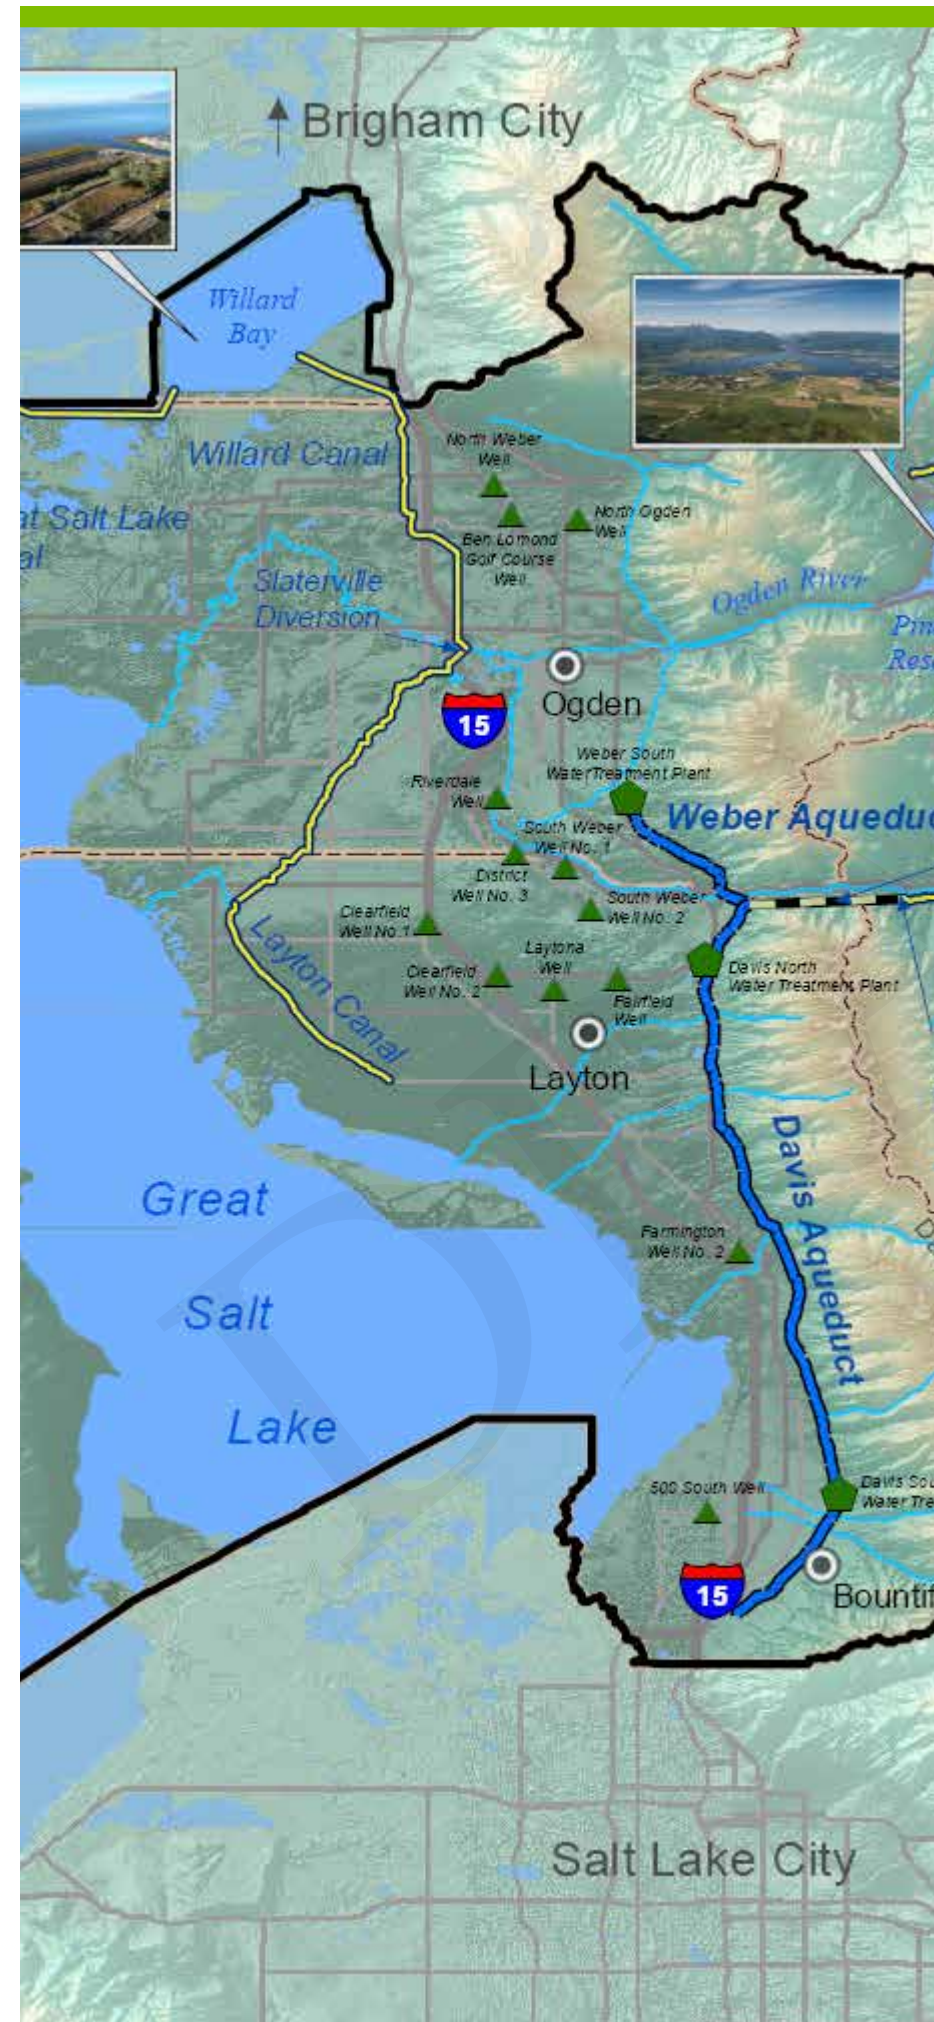 Brigham City
Willard
Bay
North Weber
Well
Willard Canal
North Ogden
Well
Salt Lake
Ben Lomond
Golf Course
Well
Slaterville
Diversion
Ogden River
15
Ogden
Weber South
Water Treatment Plant
Riverdale
Well
Weber
South Weber
Well No. 1
District
Well No. 3
South Weber
Well No. 2
Clearfield
Well No. 1
Layton Canal
Laytona
Well
Clearfield
Well No. 2
Davis North
Water Treatment Plant
Fairfield
Well
Layton
Davis Aqueduct
Great
Salt
Lake
Farmington
Well No. 2
500 South Well
Davis
Water
15
Salt Lake City